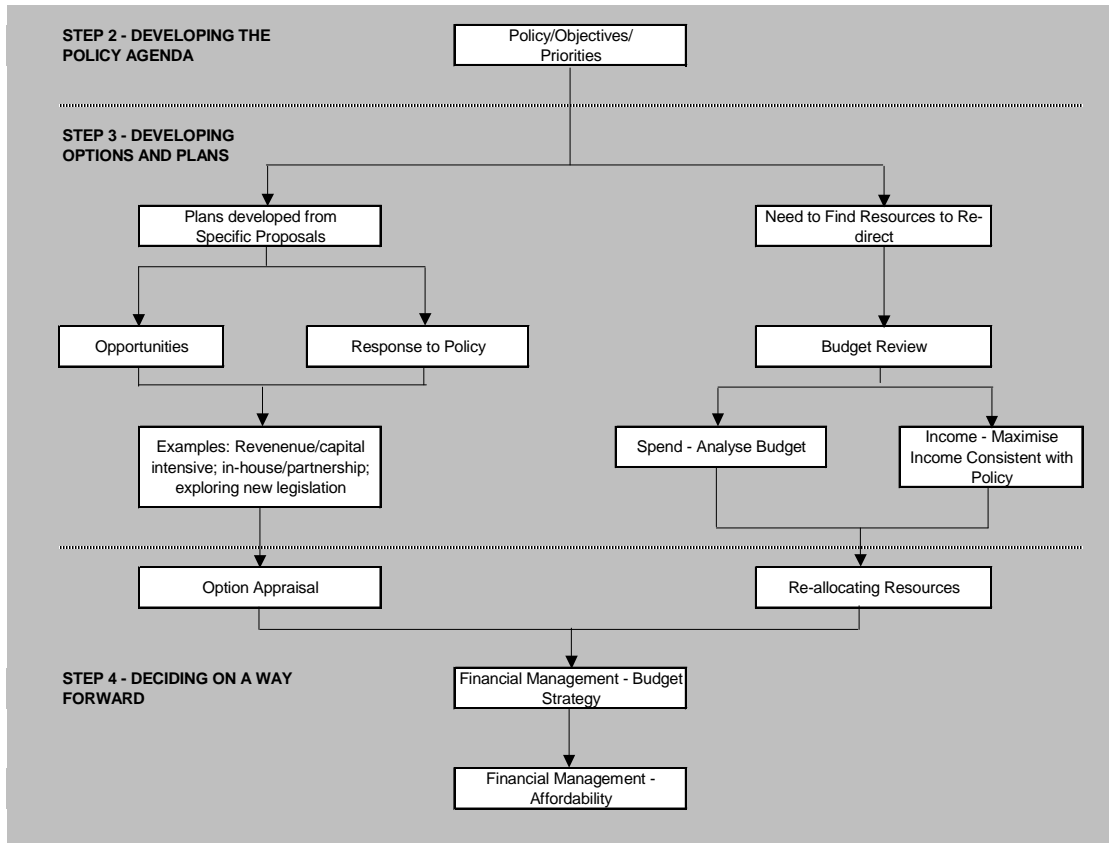 STEP 2 - DEVELOPING THE
POLICY AGENDA
Policy/Objectives/
Priorities
STEP 3 - DEVELOPING
OPTIONS AND PLANS
Plans developed from
Specific Proposals
Need to Find Resources to Re-
direct
Opportunities
Response to Policy
Budget Review
Examples: Revenenue/capital
intensive; in-house/partnership;
exploring new legislation
Spend - Analyse Budget
Income - Maximise
Income Consistent with
Policy
Option Appraisal
Re-allocating Resources
STEP 4 - DECIDING ON A WAY
FORWARD
Financial Management - Budget
Strategy
Financial Management -
Affordability